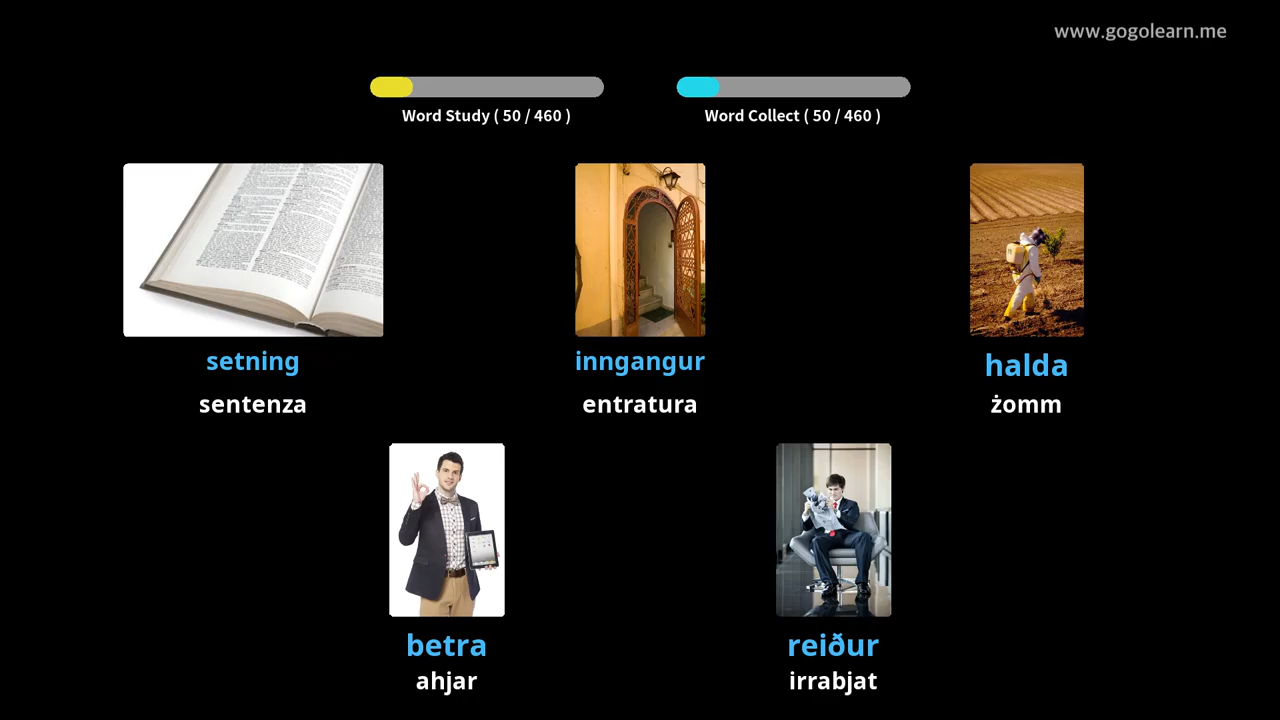 www.gogolearn.me
Word Study ( 50 / 460 )
Word Collect ( 50 / 460 )
setning
sentenza
inngangur
entratura
halda
żomm
betra
ahjar
reiður
irrabjat